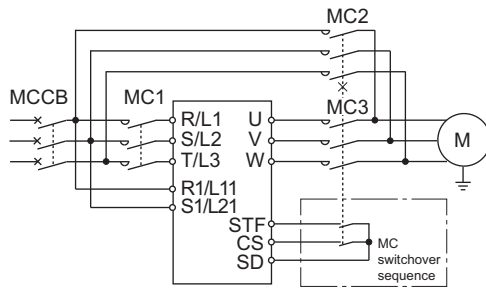 MC2
MCCB
MC1
MC3
R/L1
S/L2
T/L3
R1/L11
S1/L21
U
V
W
STF
CS
SD
M
MC
switchover
sequence